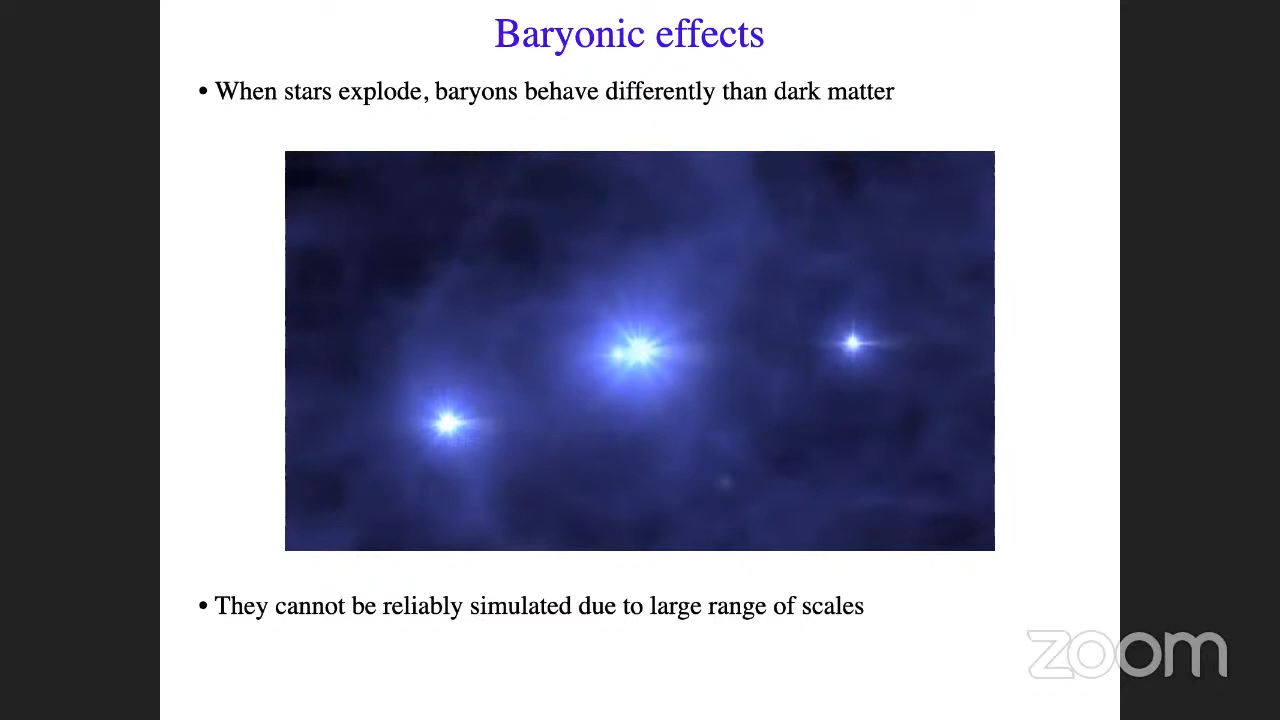 Baryonic effects
• When stars explode, baryons behave differently than dark matter
• They cannot be reliably simulated due to large range of scales
zoom